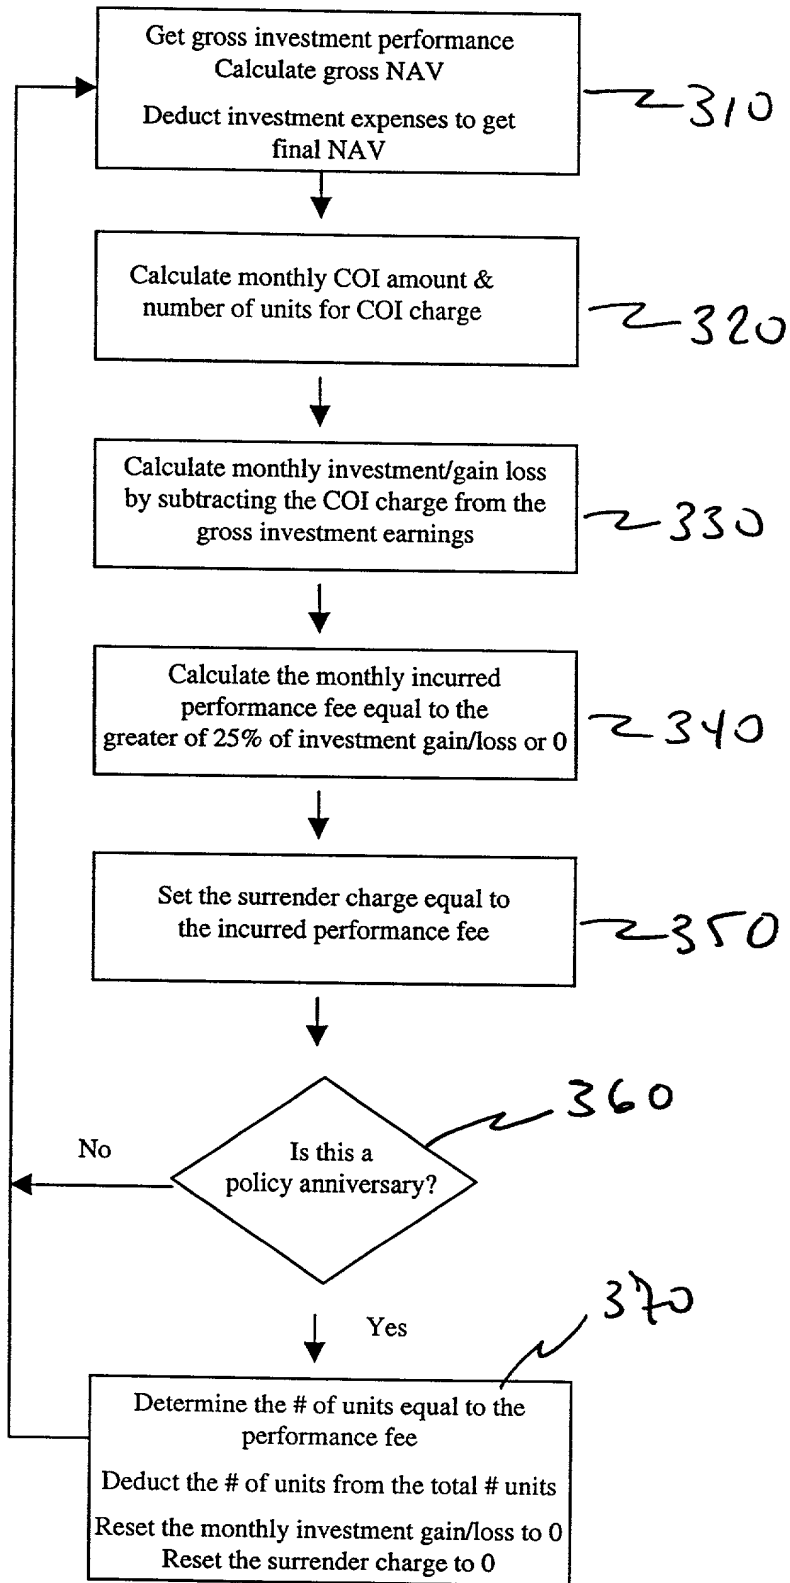 Get gross investment performance
Calculate gross NAV
Deduct investment expenses to get
final NAV
310
Calculate monthly COI amount &
number of units for COI charge
320
Calculate monthly investment/gain loss
by subtracting the COI charge from the
gross investment earnings
330
Calculate the monthly incurred
performance fee equal to the
greater of 25% of investment gain/loss or 0
340
Set the surrender charge equal to
the incurred performance fee
350
360
No
Is this a
policy anniversary?
370
Yes
Determine the # of units equal to the
performance fee
Deduct the # of units from the total # units
Reset the monthly investment gain/loss to 0
Reset the surrender charge to 0